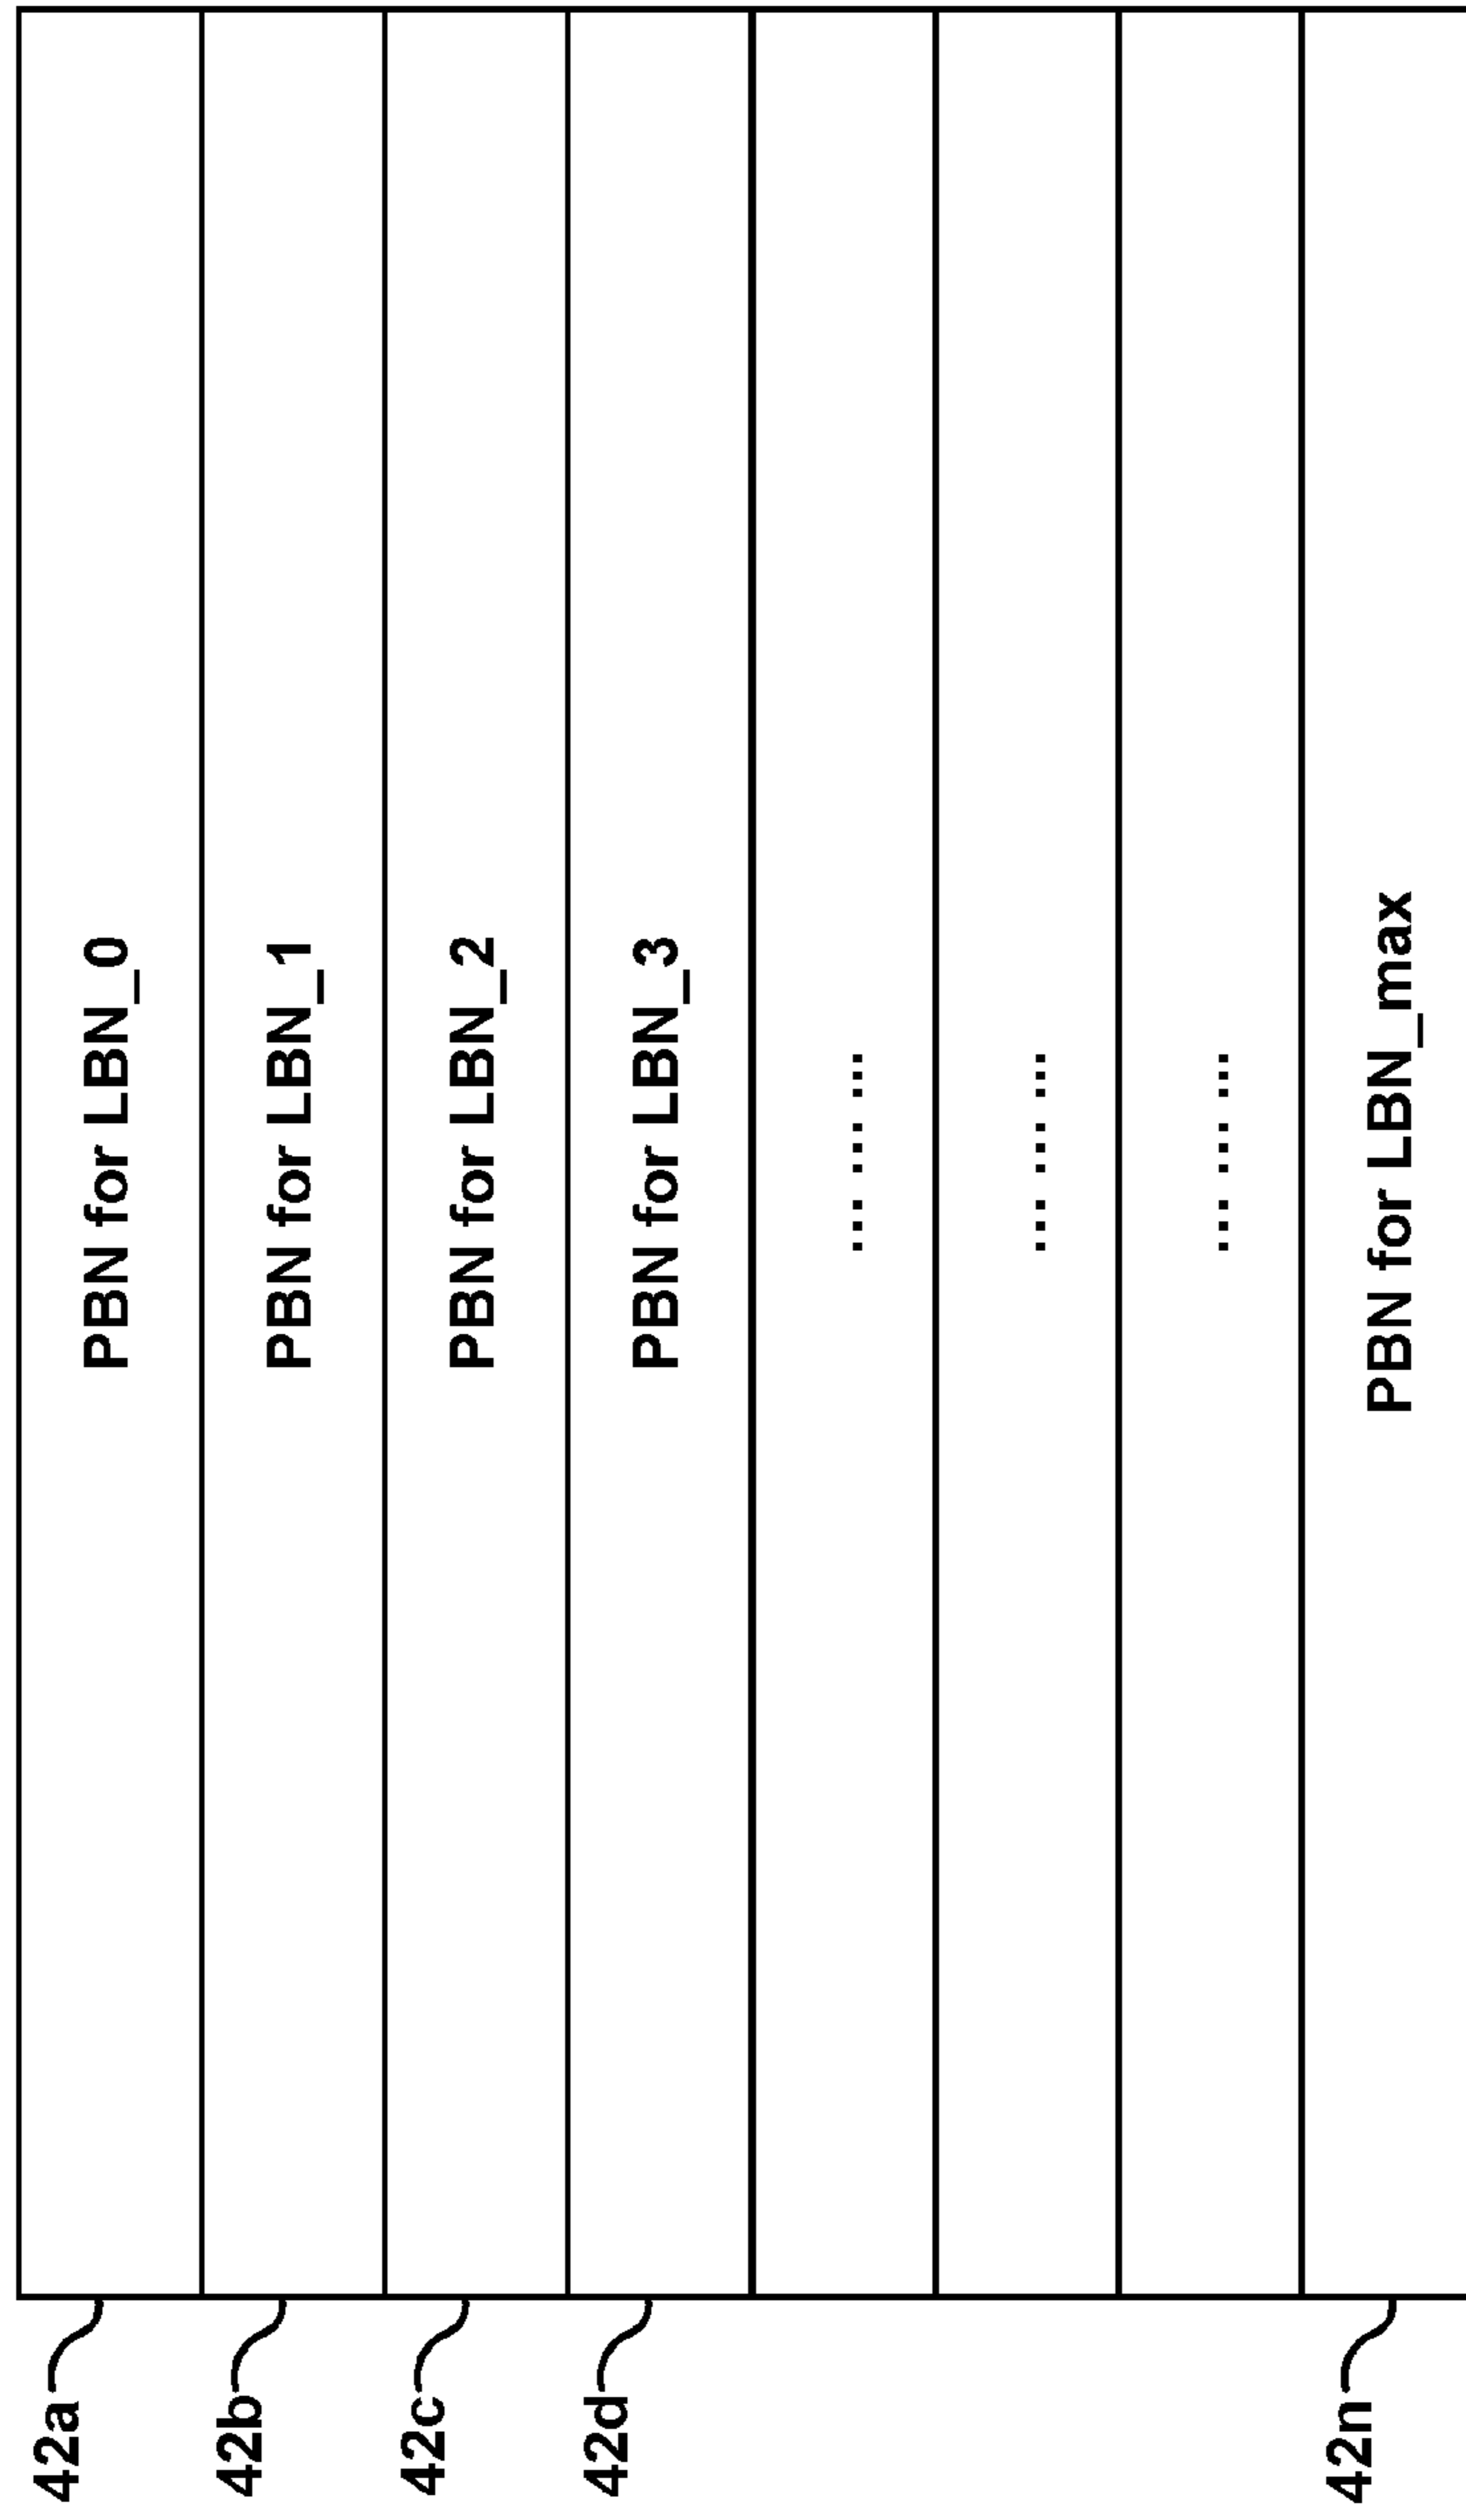 42a PBN for LBN_0
42b PBN for LBN_1
42c PBN for LBN_2
42d PBN for LBN_3
... ... ...
... ... ...
... ... ...
42n PBN for LBN_max